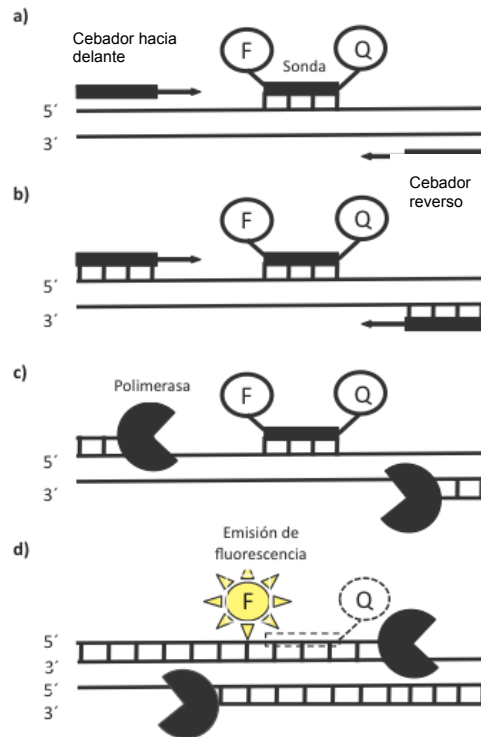 a)
Cebador hacia
delante
F
Sonda
Q
5´
3´
Cebador
reverso
b)
F
Q
5´
3´
c)
Polimerasa
F
Q
5´
3´
d)
Emisión de
fluorescencia
F
Q
5´
3´
5´
3´